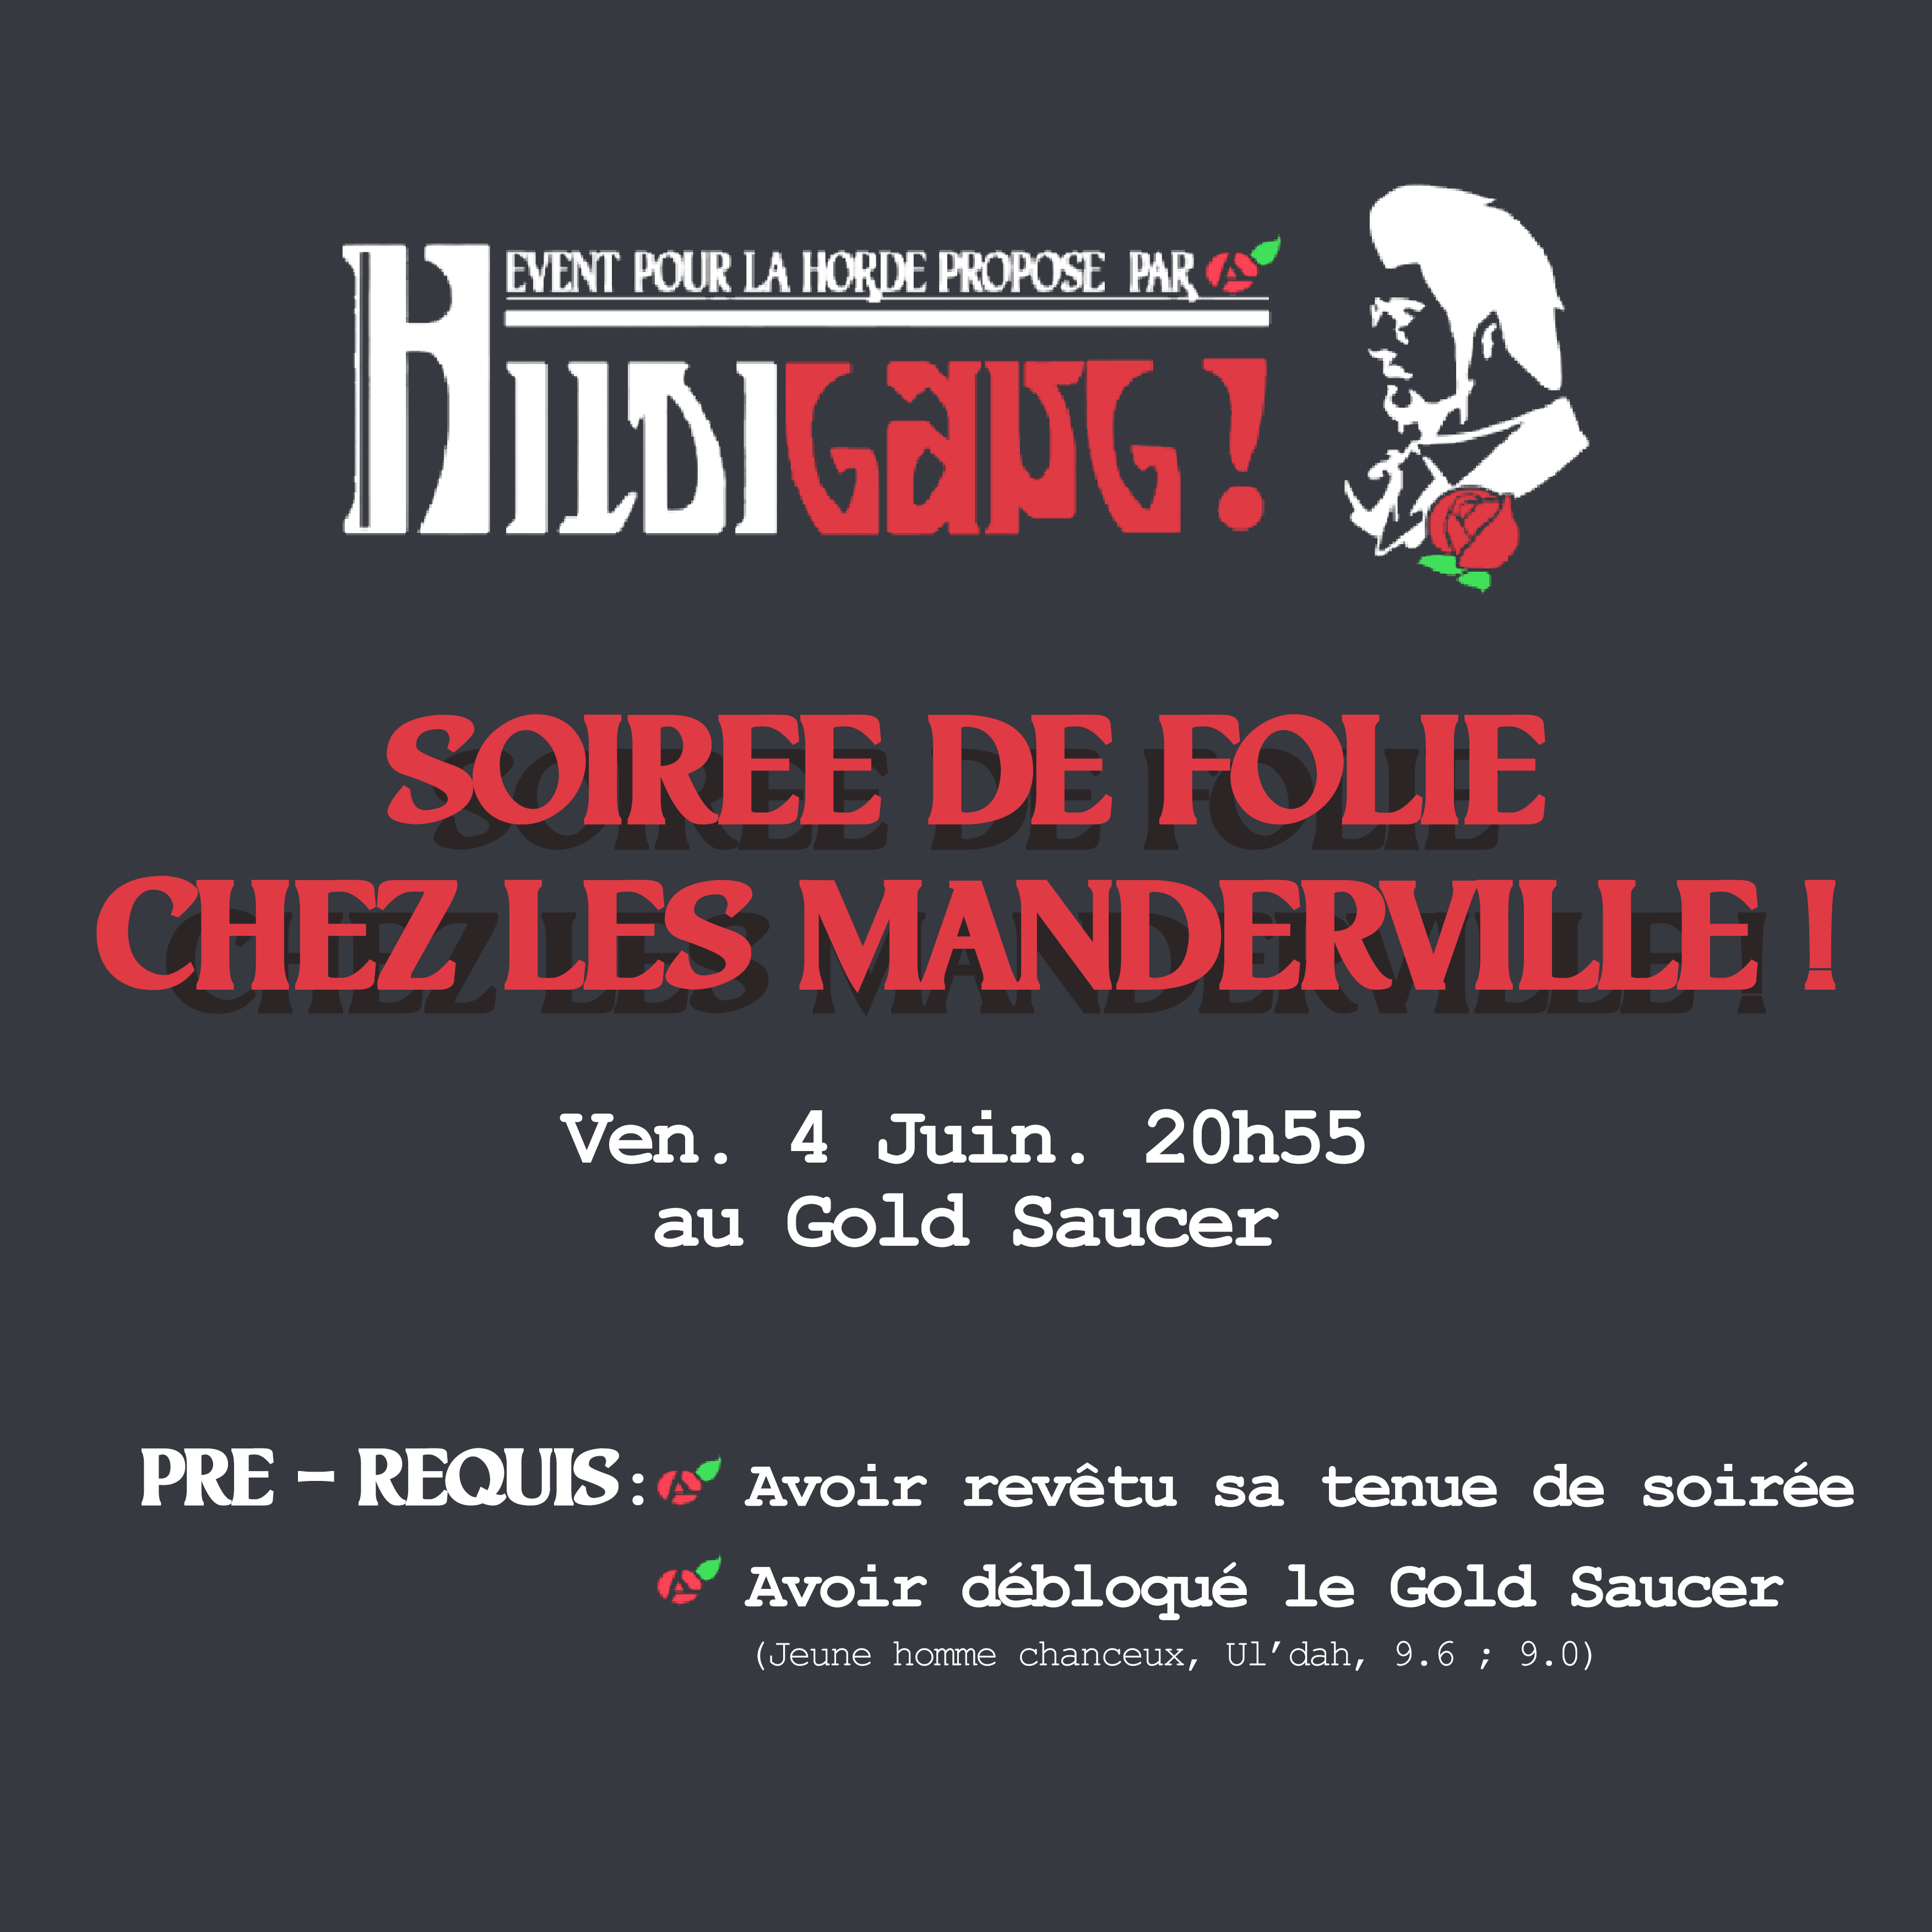 EVENT POUR LA HORDE PROPOSE PAR
HILDIGANG !
SOIREE DE FOLIE
CHEZ LES MANDERVILLE !
Ven. 4 Juin. 20h55
au Gold Saucer
PRE - REQUIS : Avoir revêtu sa tenue de soirée
Avoir débloqué le Gold Saucer
(Jeune homme chanceux, Ul'dah, 9.6 ; 9.0)